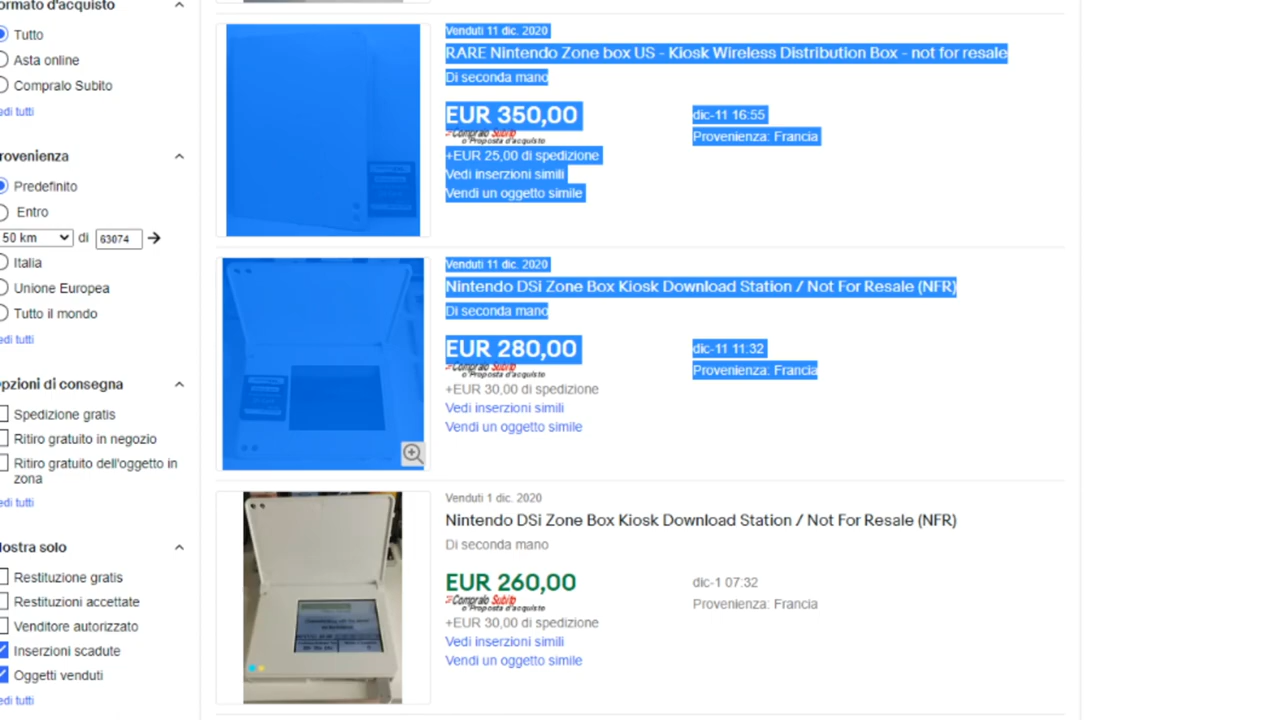 ormato d'acquisto
Tutto
Asta online
Compralo Subito
edi tutti
rovenienza
Predefinito
Entro
50 km di 63074
Italia
Unione Europea
Tutto il mondo
edi tutti
pzioni di consegna
Spedizione gratis
Ritiro gratuito in negozio
Ritiro gratuito dell'oggetto in
zona
edi tutti
ostra solo
Restituzione gratis
Restituzioni accettate
Venditore autorizzato
Inserzioni scadute
Oggetti venduti
edi tutti
Venduti 11 dic. 2020
RARE Nintendo Zone box US - Kiosk Wireless Distribution Box - not for resale
Di seconda mano
EUR 350,00
dic-11 16:55
Compralo Subito
o Proposta d'acquisto
Provenienza: Francia
+EUR 25,00 di spedizione
Vedi inserzioni simili
Vendi un oggetto simile
Venduti 11 dic. 2020
Nintendo DSi Zone Box Kiosk Download Station / Not For Resale (NFR)
Di seconda mano
EUR 280,00
dic-11 11:32
Compralo Subito
o Proposta d'acquisto
Provenienza: Francia
+EUR 30,00 di spedizione
Vedi inserzioni simili
Vendi un oggetto simile
Venduti 1 dic. 2020
Nintendo DSi Zone Box Kiosk Download Station / Not For Resale (NFR)
Di seconda mano
EUR 260,00
dic-1 07:32
Compralo Subito
o Proposta d'acquisto
Provenienza: Francia
+EUR 30,00 di spedizione
Vedi inserzioni simili
Vendi un oggetto simile